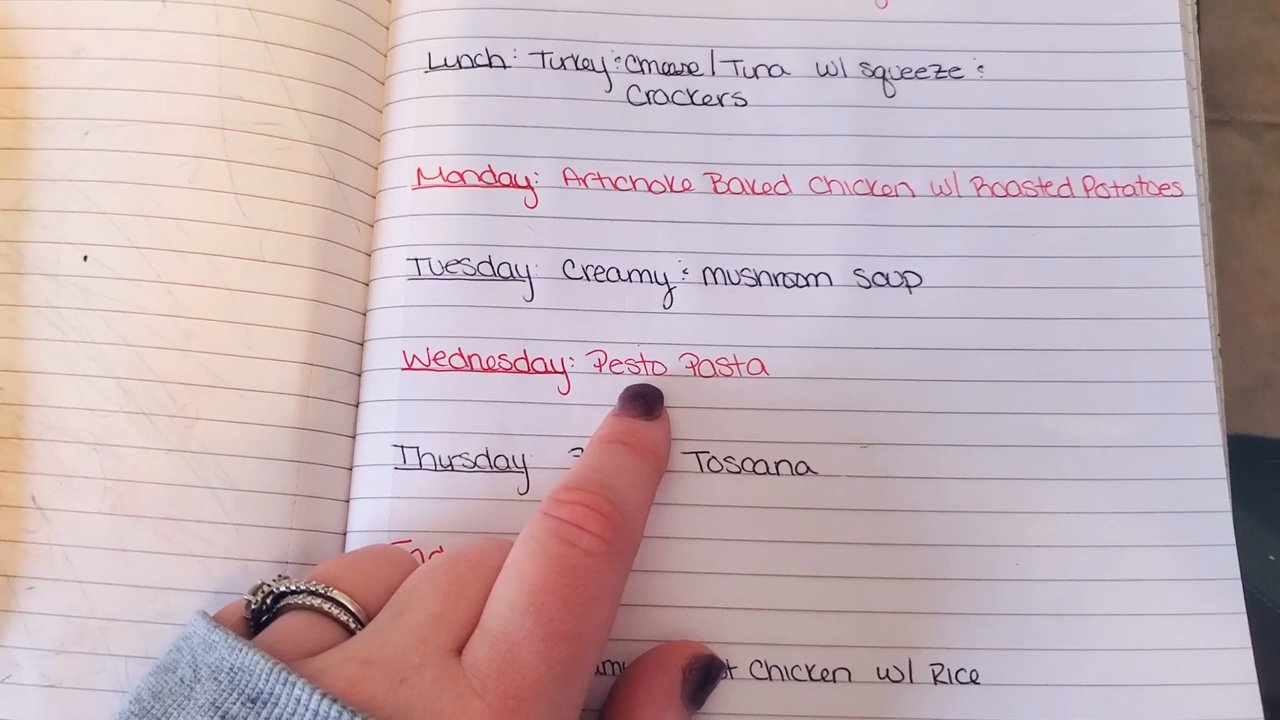 Lunch: Turkey & Cheese / Tuna w/ Squeeze &
Crackers
Monday: Artichoke Baked Chicken w/ Roasted Potatoes
Tuesday: Creamy & mushroom soup
Wednesday: Pesto Pasta
Thursday Toscana
Chicken w/ Rice